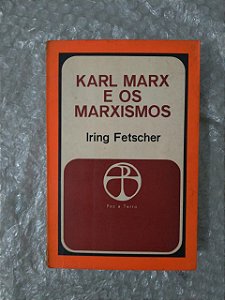 KARL MARX
E OS
MARXISMOS
Iring Fetscher
Paz e Terra